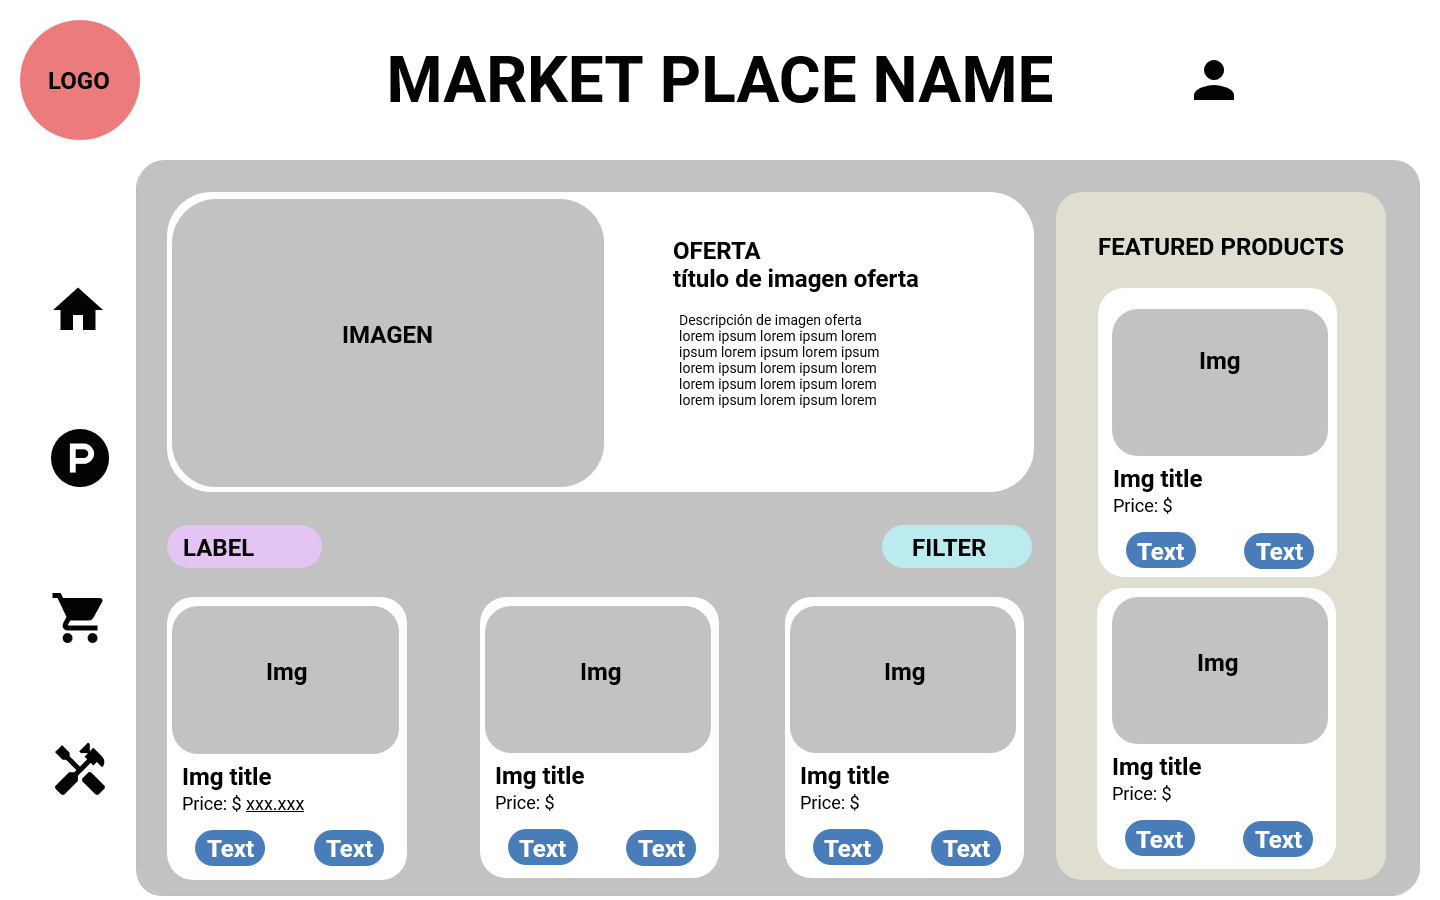 LOGO
MARKET PLACE NAME
OFERTA
título de imagen oferta
IMAGEN
Descripción de imagen oferta
lorem ipsum lorem ipsum lorem
ipsum lorem ipsum lorem ipsum
lorem ipsum lorem ipsum lorem
lorem ipsum lorem ipsum lorem
lorem ipsum lorem ipsum lorem
P
LABEL
FILTER
Img
Img title
Price: $ xxx.xxx
Text
Text
Img
Img title
Price: $
Text
Text
Img
Img title
Price: $
Text
Text
FEATURED PRODUCTS
Img
Img title
Price: $
Text
Text
Img
Img title
Price: $
Text
Text